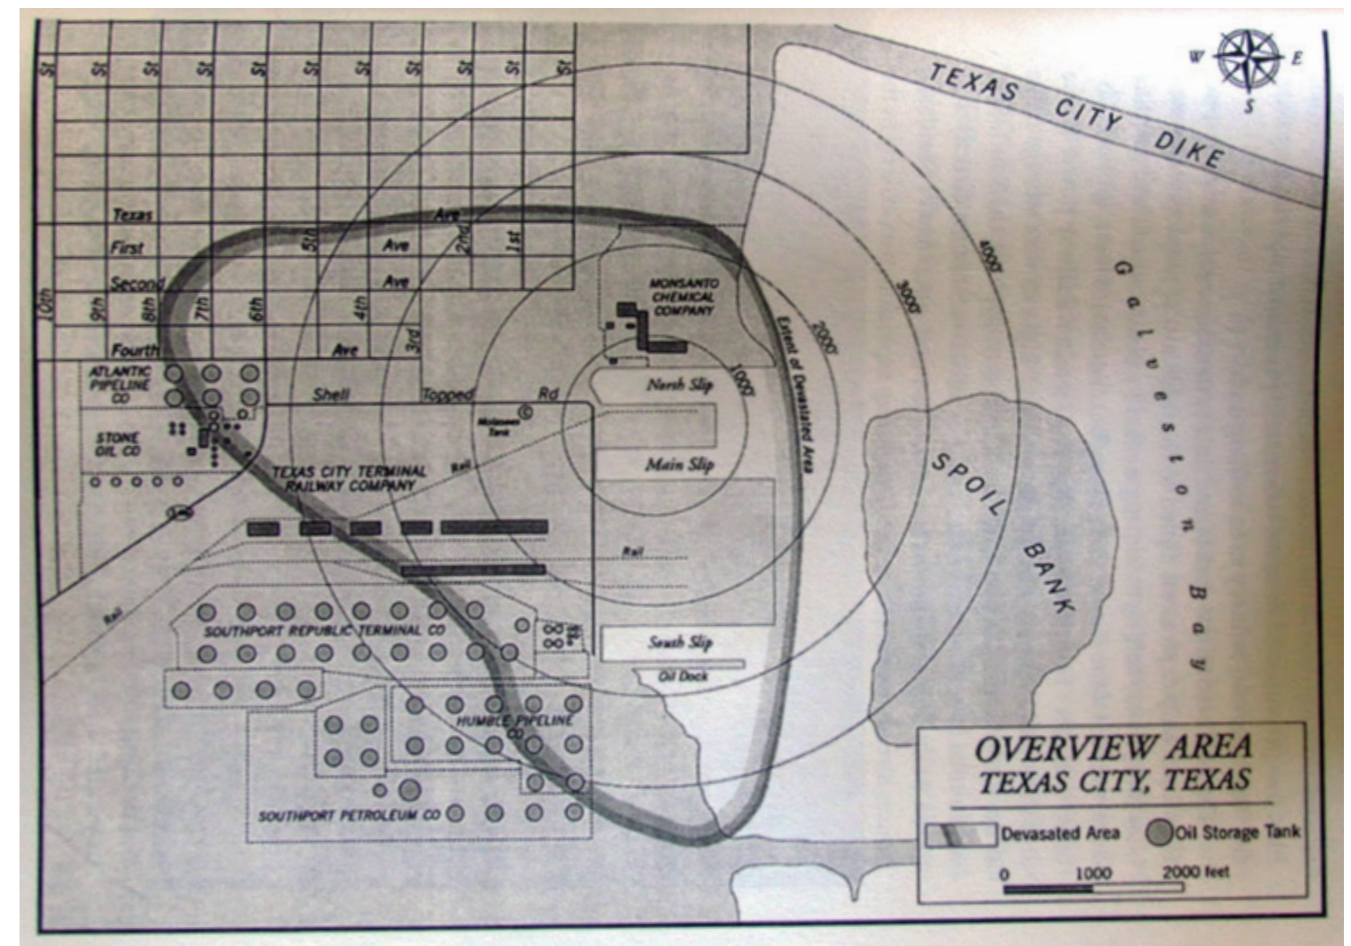 St St St St St St St St St St St
W E
S
TEXAS CITY DIKE
Texas Ave
First Ave
Second Ave
Fourth Ave
10th 9th 8th 7th 6th 5th 4th 3rd 2nd 1st
1000'
2000'
3000'
4000'
MONSANTO
CHEMICAL
COMPANY
Extent of Devastated Area
Galveston Bay
ATLANTIC
PIPELINE
CO
STONE
OIL CO
Shell Topped Rd
Molasses
Tank
North Slip
Main Slip
SPOIL
BANK
TEXAS CITY TERMINAL
RAILWAY COMPANY
Rail
Rail
Rail
SOUTHPORT REPUBLIC TERMINAL CO
South Slip
Oil Dock
HUMBLE PIPELINE
CO
SOUTHPORT PETROLEUM CO
OVERVIEW AREA
TEXAS CITY, TEXAS
Devasated Area
Oil Storage Tank
0 1000 2000 feet